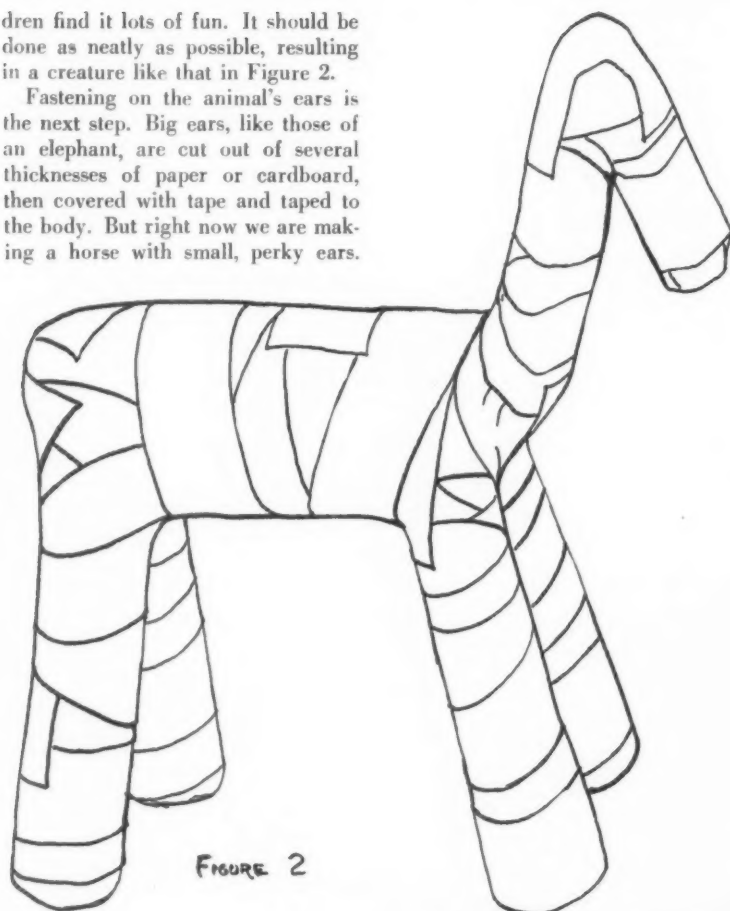 dren find it lots of fun. It should be
done as neatly as possible, resulting
in a creature like that in Figure 2.
Fastening on the animal's ears is
the next step. Big ears, like those of
an elephant, are cut out of several
thicknesses of paper or cardboard,
then covered with tape and taped to
the body. But right now we are mak-
ing a horse with small, perky ears.
FIGURE 2